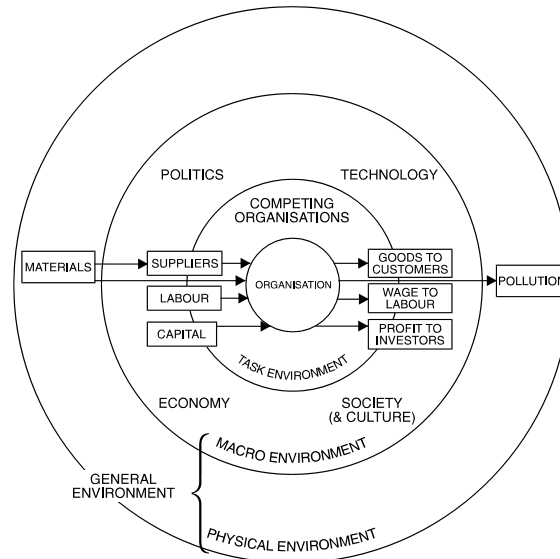 POLITICS
TECHNOLOGY
COMPETING
ORGANISATIONS
MATERIALS
SUPPLIERS
LABOUR
CAPITAL
ORGANISATION
GOODS TO
CUSTOMERS
WAGE TO
LABOUR
PROFIT TO
INVESTORS
POLLUTION
TASK ENVIRONMENT
ECONOMY
SOCIETY
(& CULTURE)
MACRO ENVIRONMENT
GENERAL
ENVIRONMENT
PHYSICAL ENVIRONMENT